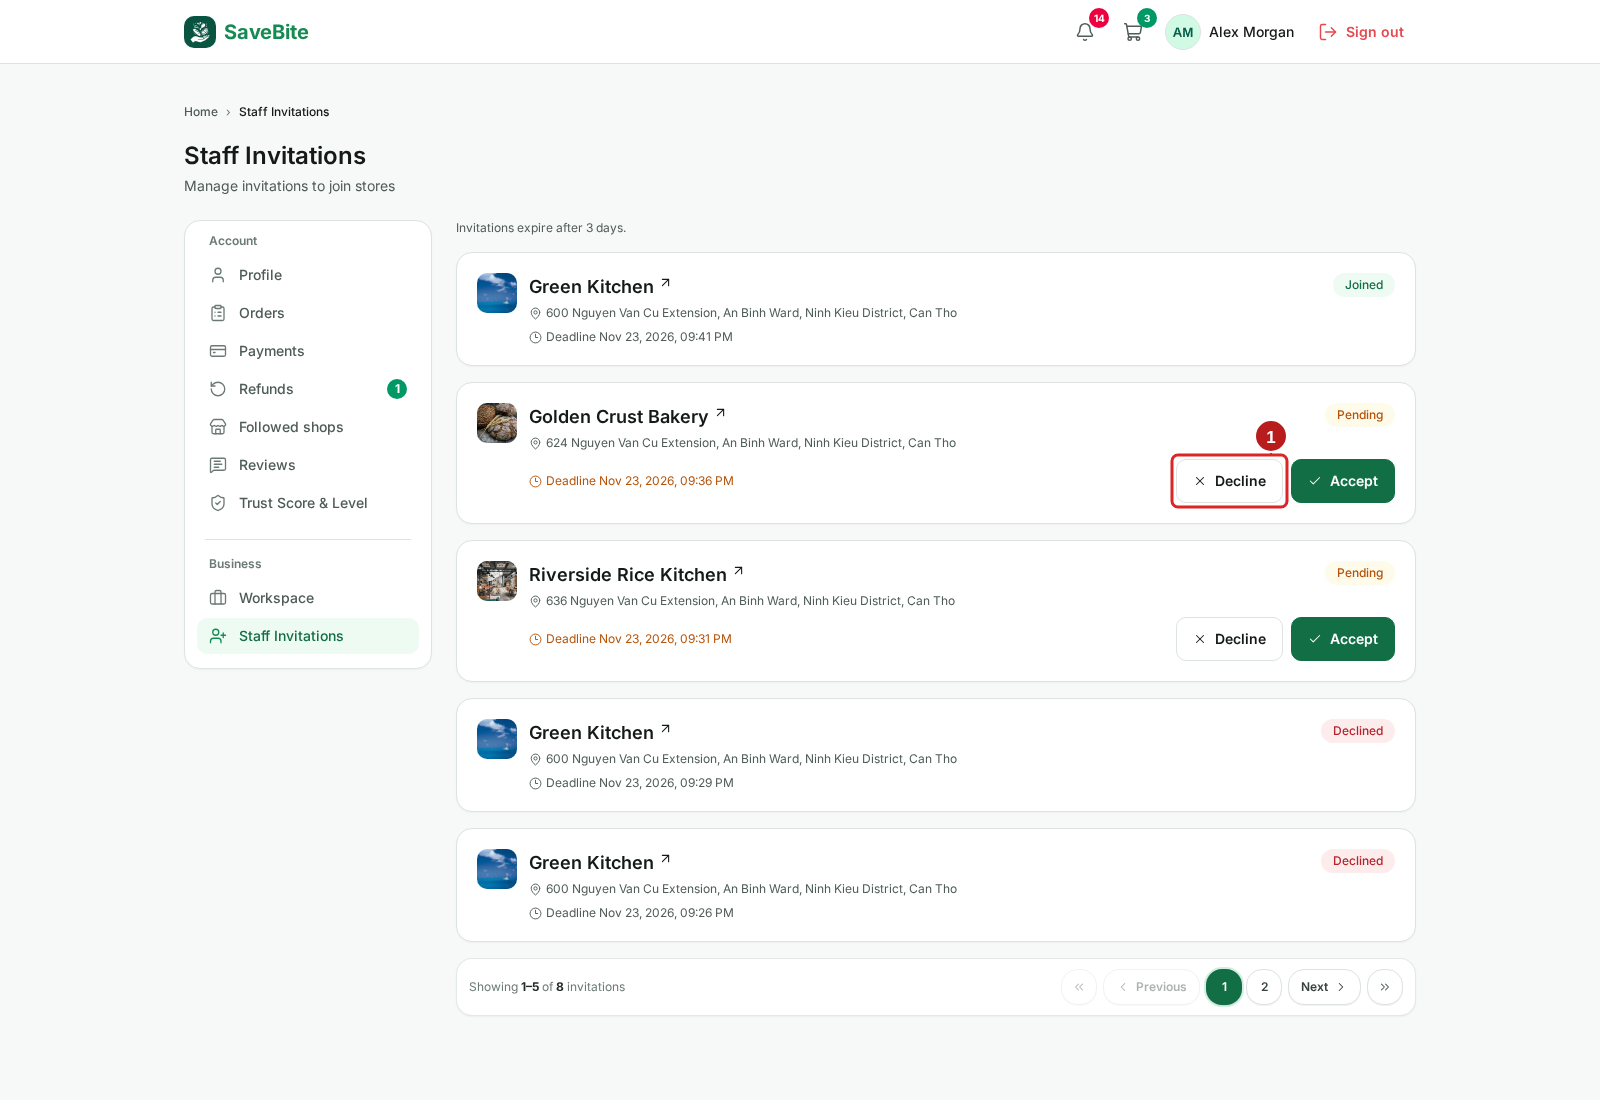 SaveBite
14
3
AM
Alex Morgan
Sign out
Home › Staff Invitations
Staff Invitations
Manage invitations to join stores
Account
Profile
Orders
Payments
Refunds
1
Followed shops
Reviews
Trust Score & Level
Business
Workspace
Staff Invitations
Invitations expire after 3 days.
Green Kitchen
Joined
600 Nguyen Van Cu Extension, An Binh Ward, Ninh Kieu District, Can Tho
Deadline Nov 23, 2026, 09:41 PM
Golden Crust Bakery
Pending
624 Nguyen Van Cu Extension, An Binh Ward, Ninh Kieu District, Can Tho
1
Deadline Nov 23, 2026, 09:36 PM
Decline
Accept
Riverside Rice Kitchen
Pending
636 Nguyen Van Cu Extension, An Binh Ward, Ninh Kieu District, Can Tho
Deadline Nov 23, 2026, 09:31 PM
Decline
Accept
Green Kitchen
Declined
600 Nguyen Van Cu Extension, An Binh Ward, Ninh Kieu District, Can Tho
Deadline Nov 23, 2026, 09:29 PM
Green Kitchen
Declined
600 Nguyen Van Cu Extension, An Binh Ward, Ninh Kieu District, Can Tho
Deadline Nov 23, 2026, 09:26 PM
Showing 1–5 of 8 invitations
« ‹ Previous 1 2 Next › »